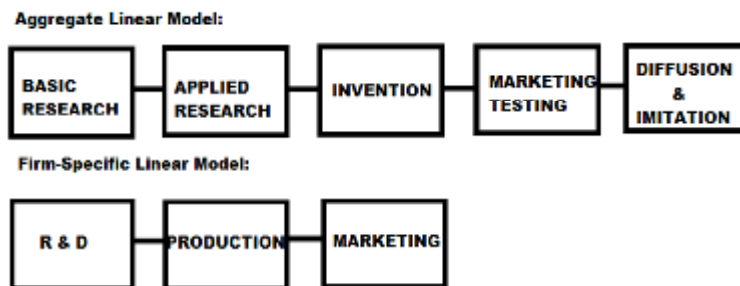 Aggregate Linear Model:
BASIC
RESEARCH
APPLIED
RESEARCH
INVENTION
MARKETING
TESTING
DIFFUSION
&
IMITATION
Firm-Specific Linear Model:
R & D
PRODUCTION
MARKETING